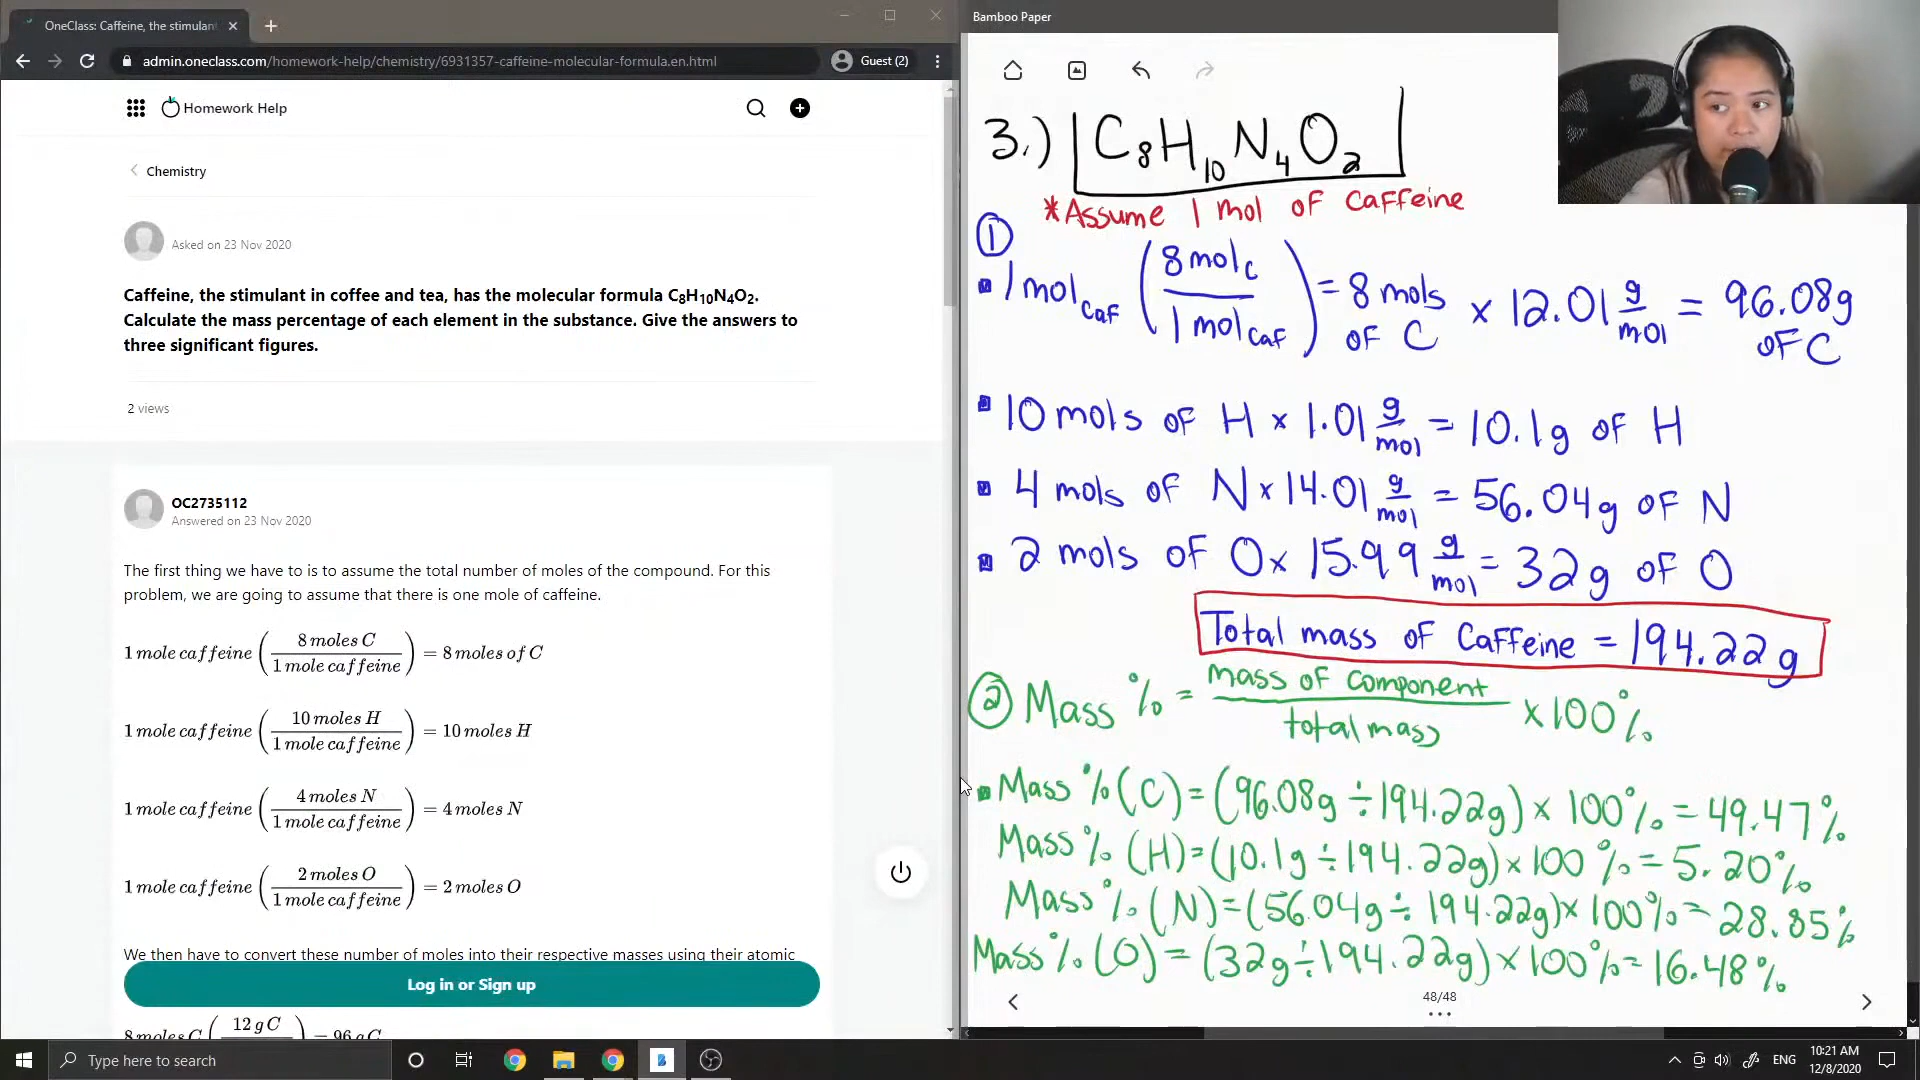 OneClass: Caffeine, the stimulant
admin.oneclass.com/homework-help/chemistry/6931357-caffeine-molecular-formula.en.html
Guest (2)
Homework Help
Chemistry
Asked on 23 Nov 2020
Caffeine, the stimulant in coffee and tea, has the molecular formula C₈H₁₀N₄O₂.
Calculate the mass percentage of each element in the substance. Give the answers to
three significant figures.
2 views
OC2735112
Answered on 23 Nov 2020
The first thing we have to is to assume the total number of moles of the compound. For this
problem, we are going to assume that there is one mole of caffeine.
1 mole caffeine (8 moles C / 1 mole caffeine) = 8 moles of C
1 mole caffeine (10 moles H / 1 mole caffeine) = 10 moles H
1 mole caffeine (4 moles N / 1 mole caffeine) = 4 moles N
1 mole caffeine (2 moles O / 1 mole caffeine) = 2 moles O
We then have to convert these number of moles into their respective masses using their atomic
Log in or Sign up
8 moles C (12 g C = 96 g C
Bamboo Paper
3.) C₈H₁₀N₄O₂
*Assume 1 mol of Caffeine
① 
1 mol caf (8 mol C / 1 mol caf) = 8 mols of C × 12.01 g/mol = 96.08g of C
10 mols of H × 1.01 g/mol = 10.1g of H
4 mols of N × 14.01 g/mol = 56.04g of N
2 mols of O × 15.99 g/mol = 32g of O
Total mass of Caffeine = 194.22g
② Mass % = mass of component / total mass × 100%
Mass % (C) = (96.08g ÷ 194.22g) × 100% = 49.47%
Mass % (H) = (10.1g ÷ 194.22g) × 100% = 5.20%
Mass % (N) = (56.04g ÷ 194.22g) × 100% = 28.85%
Mass % (O) = (32g ÷ 194.22g) × 100% = 16.48%
48/48
Type here to search
ENG
10:21 AM
12/8/2020